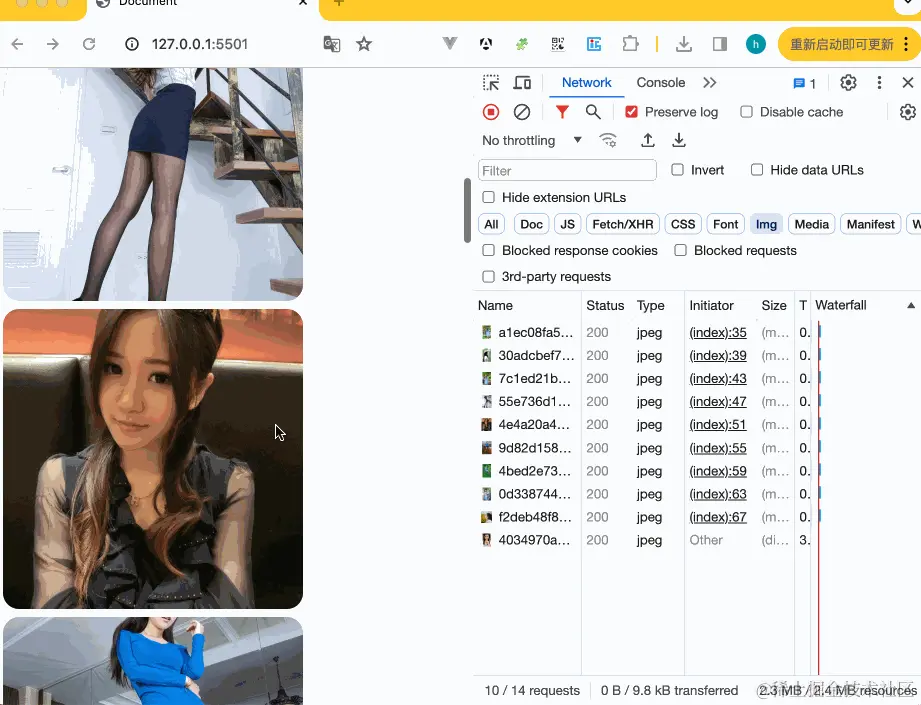 Document
127.0.0.1:5501
重新启动即可更新
Network Console 1
Preserve log Disable cache
No throttling
Filter Invert Hide data URLs
Hide extension URLs
All Doc JS Fetch/XHR CSS Font Img Media Manifest W
Blocked response cookies Blocked requests
3rd-party requests
Name Status Type Initiator Size T Waterfall
a1ec08fa5... 200 jpeg (index):35 (m... 0.
30adcbef7... 200 jpeg (index):39 (m... 0.
7c1ed21b... 200 jpeg (index):43 (m... 0.
55e736d1... 200 jpeg (index):47 (m... 0.
4e4a20a4... 200 jpeg (index):51 (m... 0.
9d82d158... 200 jpeg (index):55 (m... 0.
4bed2e73... 200 jpeg (index):59 (m... 0.
0d338744... 200 jpeg (index):63 (m... 0.
f2deb48f8... 200 jpeg (index):67 (m... 0.
4034970a... 200 jpeg Other (di... 3.
10 / 14 requests 0 B / 9.8 kB transferred 2.3 MB / 2.4 MB resources
@稀土掘金技术社区